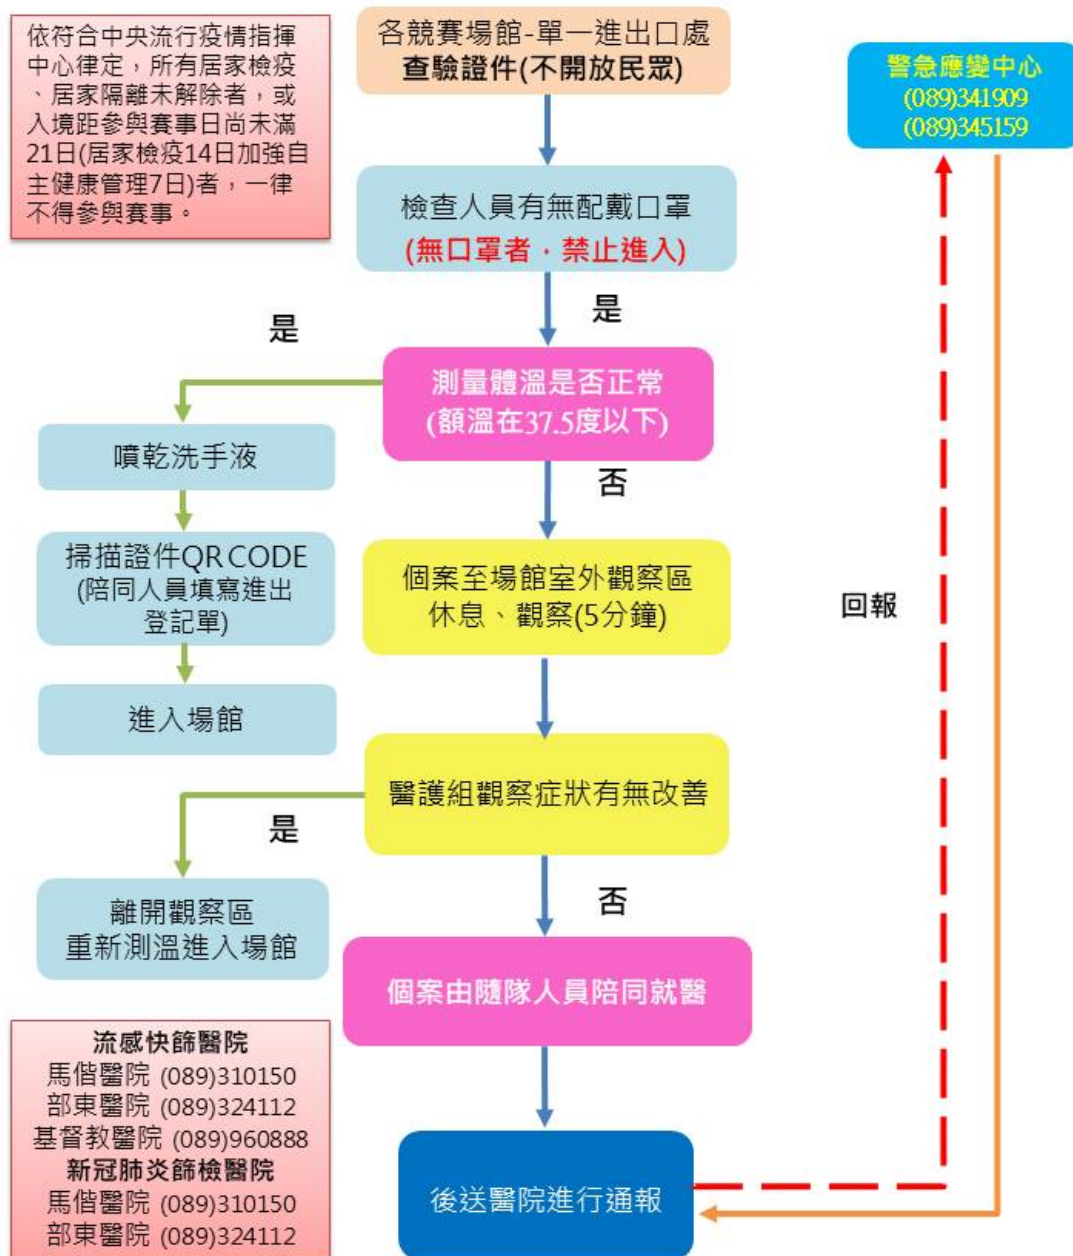 依符合中央流行疫情指揮
中心律定，所有居家檢疫
、居家隔離未解除者，或
入境距參與賽事日尚未滿
21日(居家檢疫14日加強自
主健康管理7日)者，一律
不得參與賽事。
各競賽場館-單一進出口處
查驗證件(不開放民眾)
警急應變中心
(089)341909
(089)345159
檢查人員有無配戴口罩
(無口罩者，禁止進入)
是
是
測量體溫是否正常
(額溫在37.5度以下)
噴乾洗手液
否
掃描證件QR CODE
(陪同人員填寫進出
登記單)
個案至場館室外觀察區
休息、觀察(5分鐘)
回報
進入場館
醫護組觀察症狀有無改善
是
離開觀察區
重新測溫進入場館
否
個案由隨隊人員陪同就醫
流感快篩醫院
馬偕醫院 (089)310150
部東醫院 (089)324112
基督教醫院 (089)960888
新冠肺炎篩檢醫院
馬偕醫院 (089)310150
部東醫院 (089)324112
後送醫院進行通報